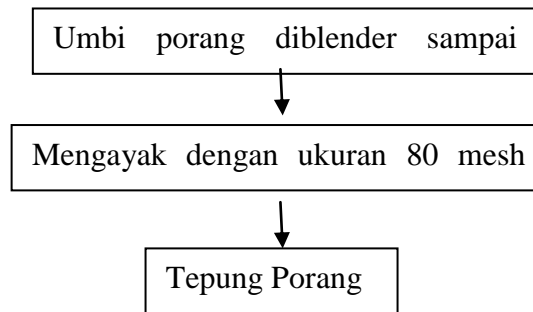 Umbi porang diblender sampai
Mengayak dengan ukuran 80 mesh
Tepung Porang